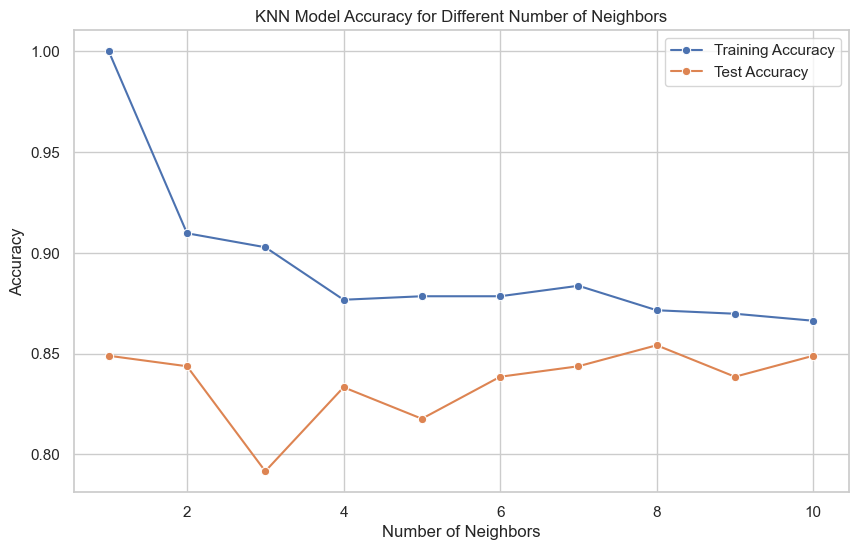 KNN Model Accuracy for Different Number of Neighbors
Training Accuracy
Test Accuracy
1.00
0.95
0.90
0.85
0.80
Accuracy
2 4 6 8 10
Number of Neighbors